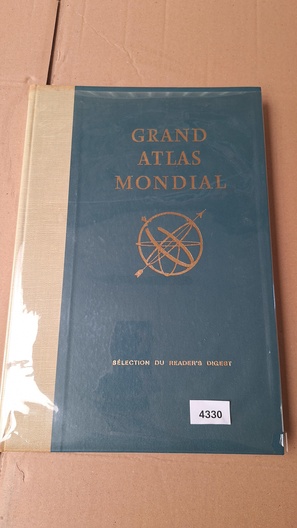 GRAND
ATLAS
MONDIAL
SÉLECTION DU READER'S DIGEST
4330